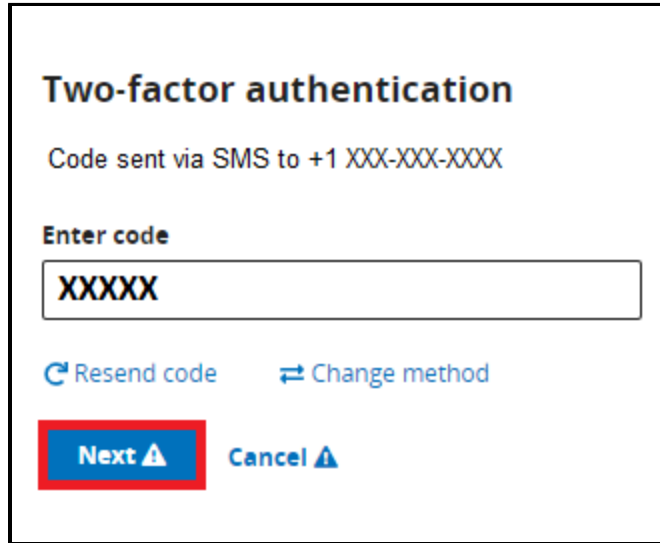 Two-factor authentication
Code sent via SMS to +1 XXX-XXX-XXXX
Enter code
XXXXX
Resend code Change method
Next Cancel